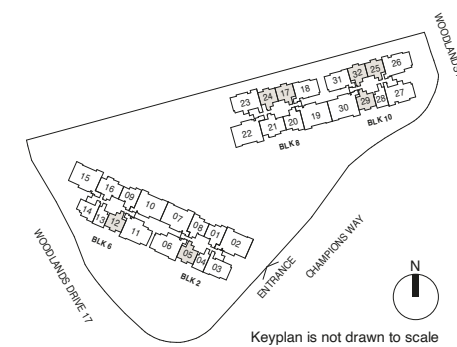 WOODLANDS
31 32 25 26
23 24 17 18
22 21 20 19 30 29 28 27
BLK 8
BLK 10
15 16 09 10 07 08 01 02
14 13 12 11 06 05 04 03
BLK 6
BLK 2
WOODLANDS DRIVE 17
ENTRANCE
CHAMPIONS WAY
N
Keyplan is not drawn to scale